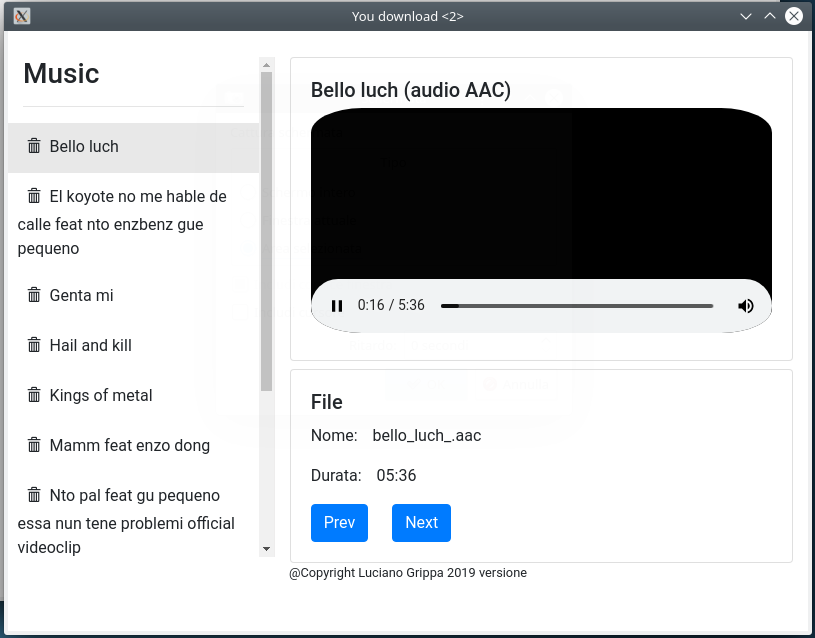 You download <2>
Music
Bello luch
El koyote no me hable de
calle feat nto enzbenz gue
pequeno
Genta mi
Hail and kill
Kings of metal
Mamm feat enzo dong
Nto pal feat gu pequeno
essa nun tene problemi official
videoclip
Bello luch (audio AAC)
0:16 / 5:36
File
Nome: bello_luch_.aac
Durata: 05:36
Prev Next
@Copyright Luciano Grippa 2019 versione